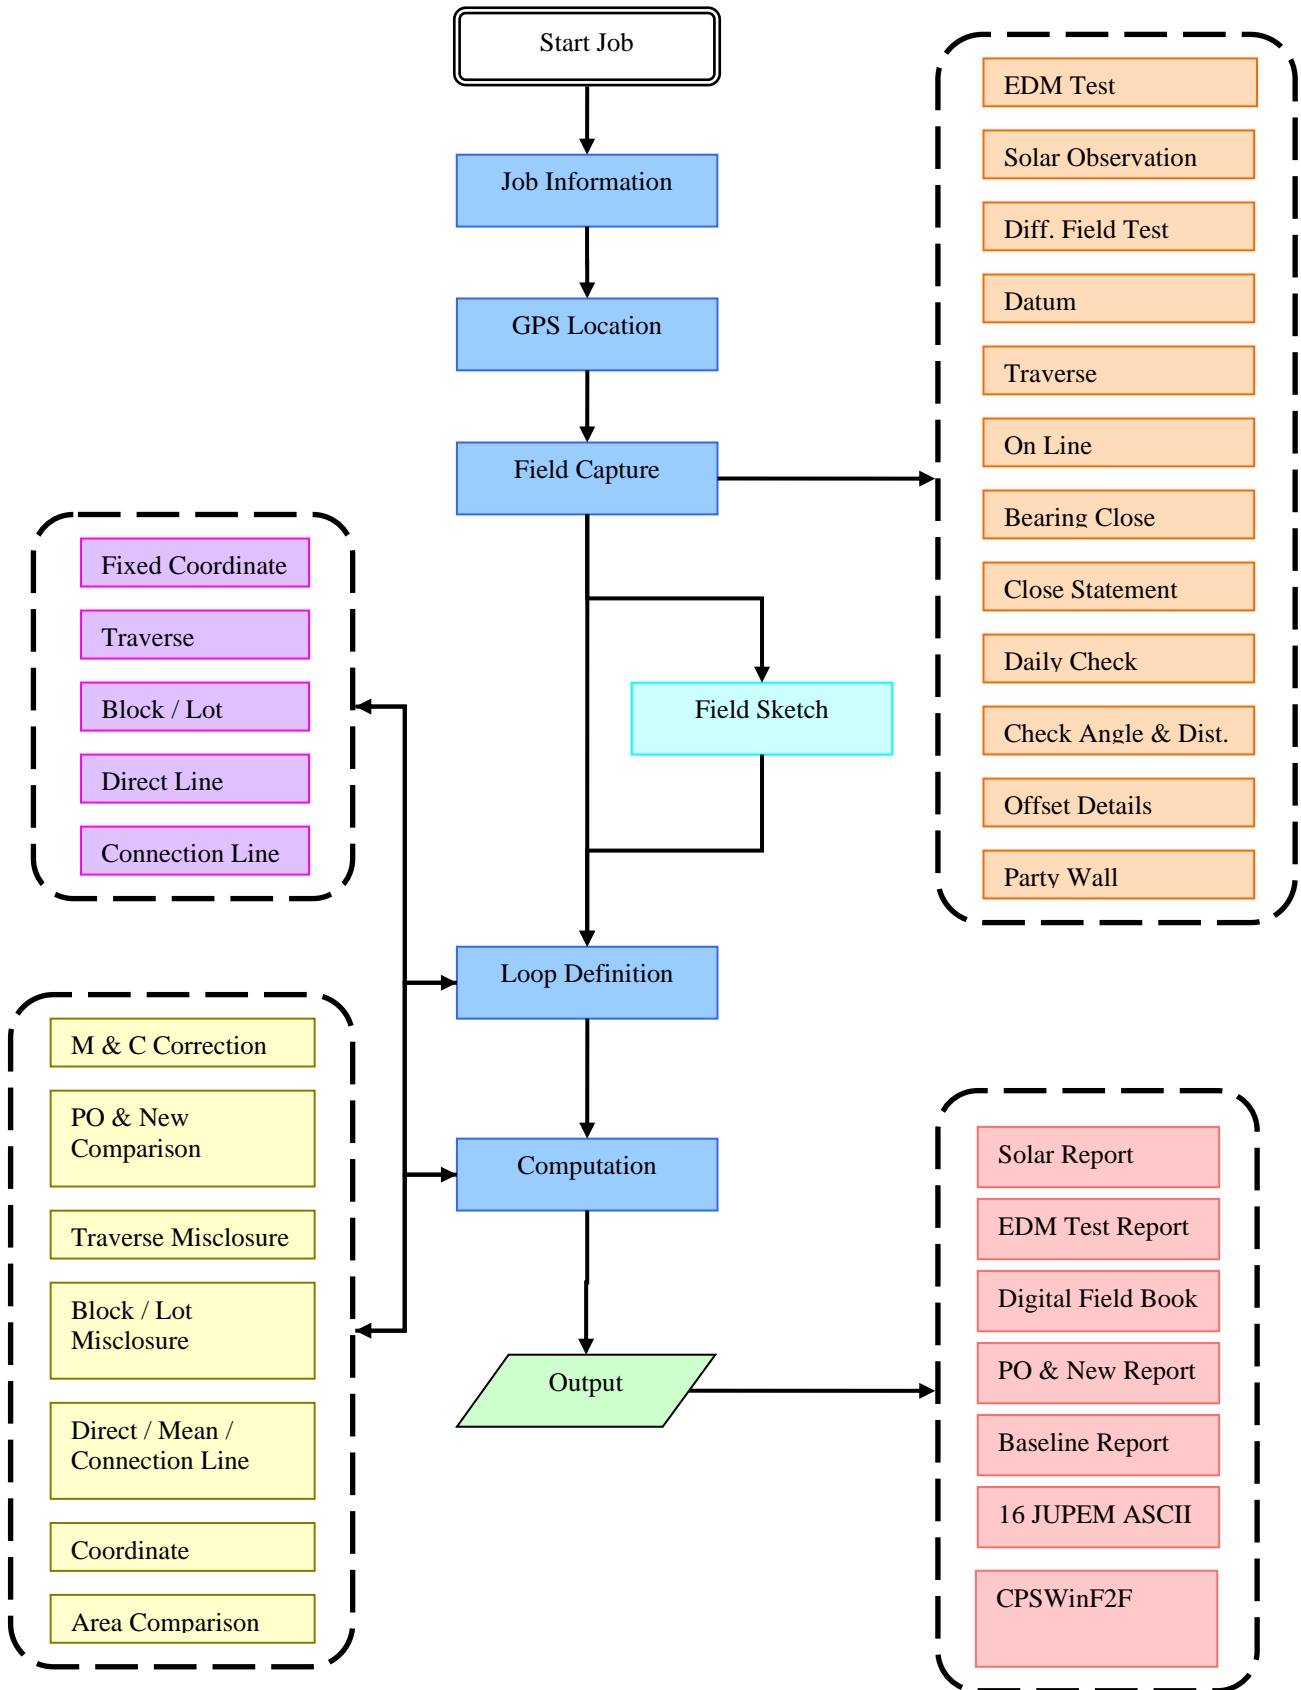 Start Job
Job Information
GPS Location
Field Capture
Field Sketch
Loop Definition
Computation
Output
EDM Test
Solar Observation
Diff. Field Test
Datum
Traverse
On Line
Bearing Close
Close Statement
Daily Check
Check Angle & Dist.
Offset Details
Party Wall
Fixed Coordinate
Traverse
Block / Lot
Direct Line
Connection Line
M & C Correction
PO & New
Comparison
Traverse Misclosure
Block / Lot
Misclosure
Direct / Mean /
Connection Line
Coordinate
Area Comparison
Solar Report
EDM Test Report
Digital Field Book
PO & New Report
Baseline Report
16 JUPEM ASCII
CPSWinF2F